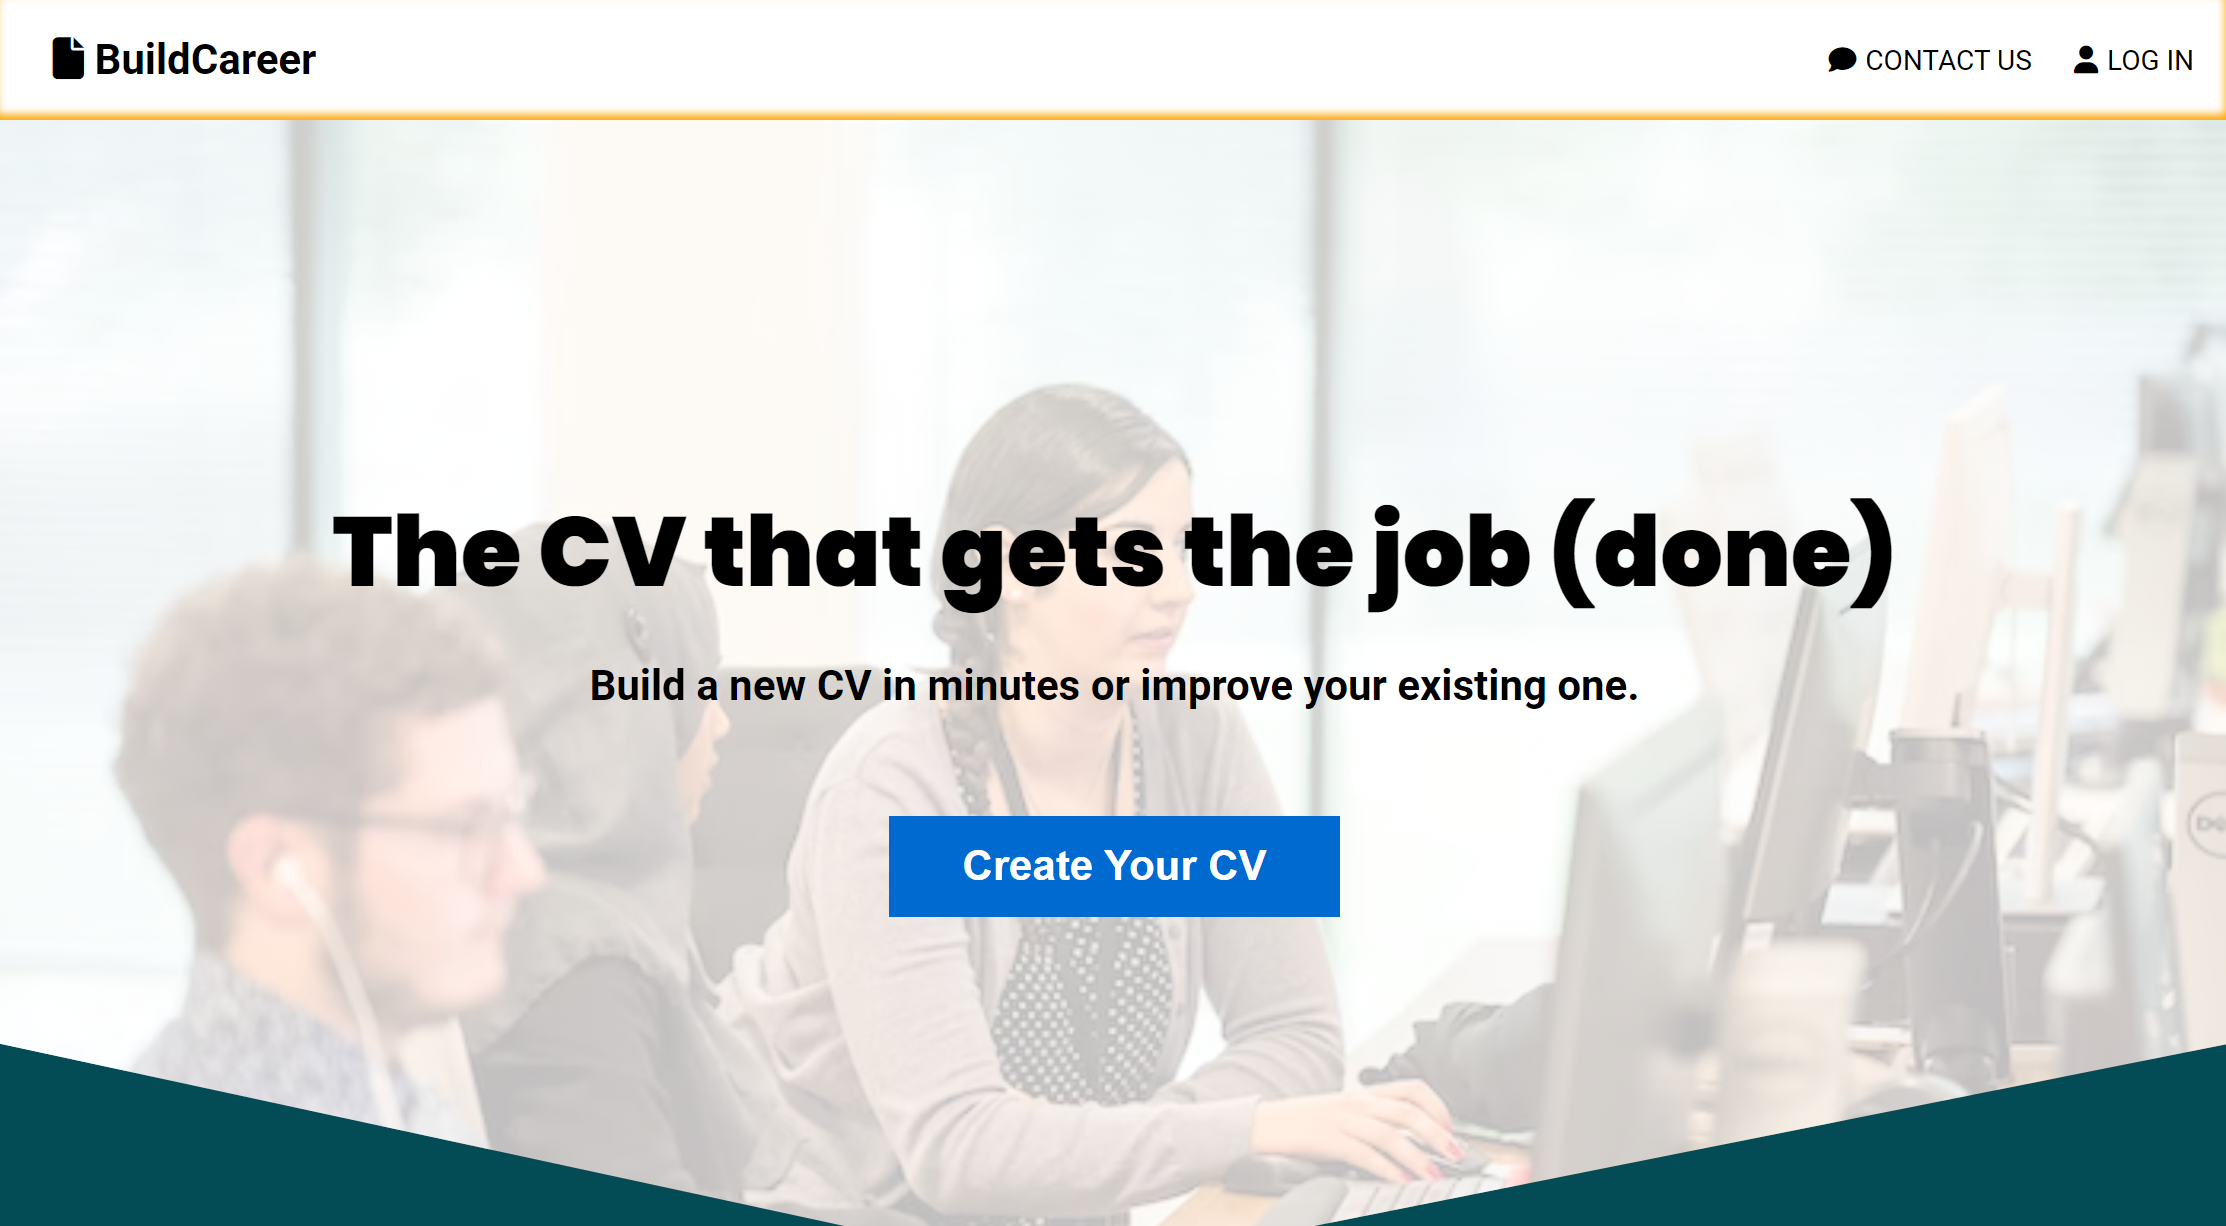 BuildCareer
CONTACT US
LOG IN
The CV that gets the job (done)
Build a new CV in minutes or improve your existing one.
Create Your CV